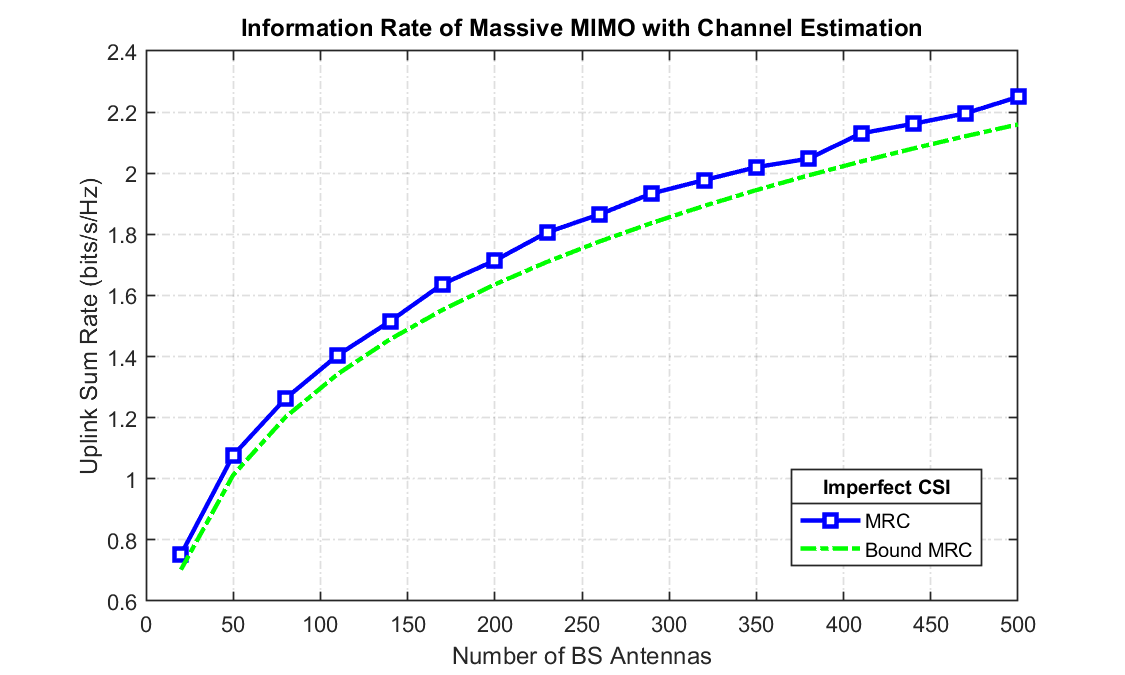 Information Rate of Massive MIMO with Channel Estimation
2.4
2.2
2
1.8
1.6
1.4
1.2
1
0.8
0.6
Uplink Sum Rate (bits/s/Hz)
Imperfect CSI
MRC
Bound MRC
0 50 100 150 200 250 300 350 400 450 500
Number of BS Antennas